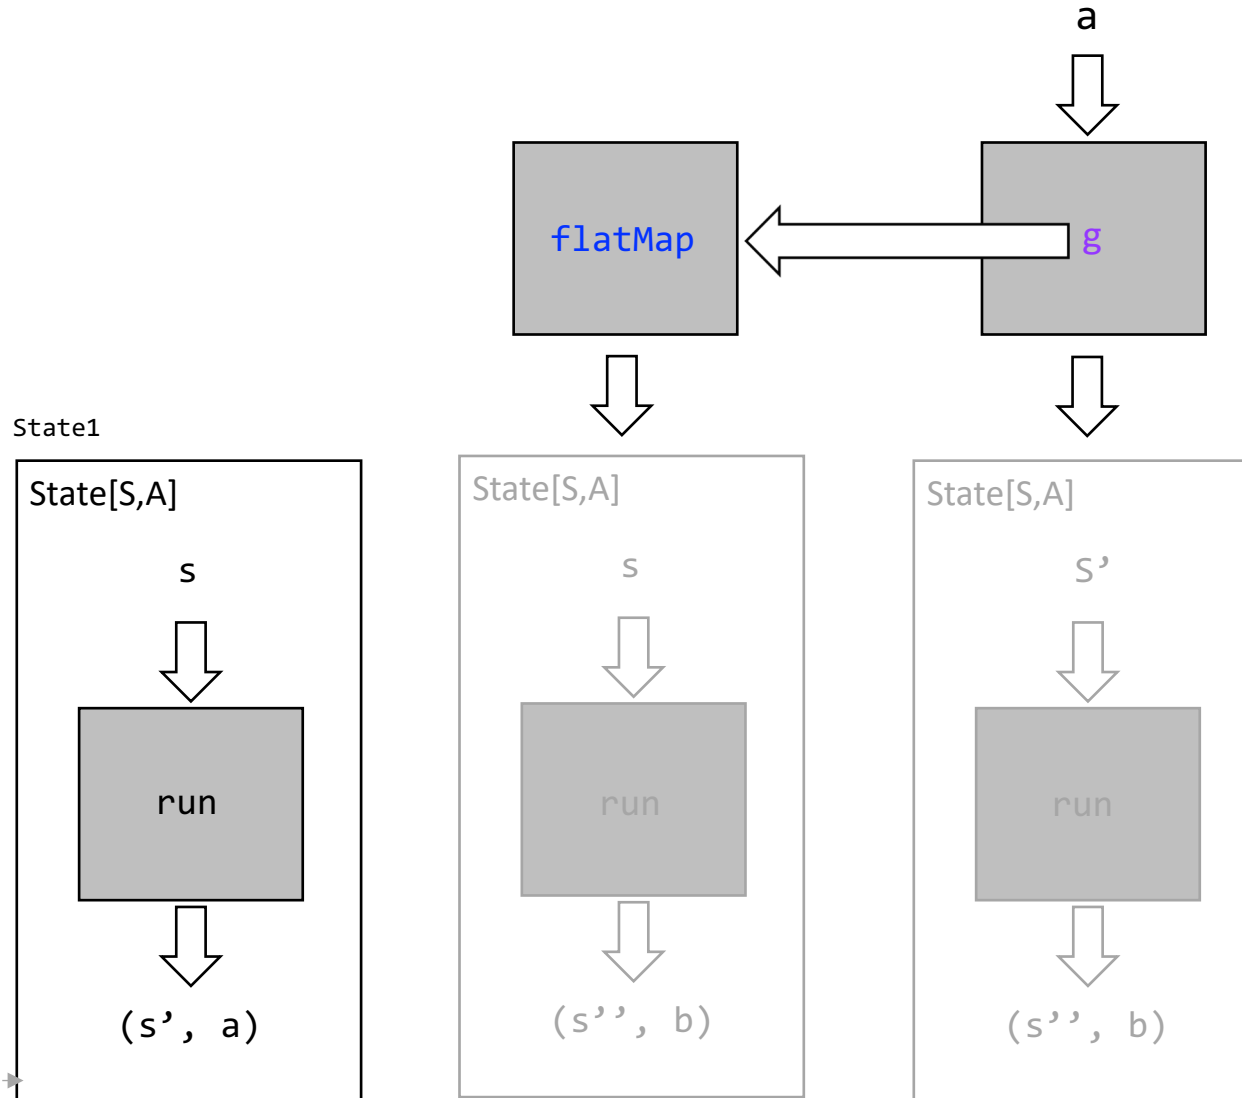 a
flatMap
g
State1
State[S,A]
s
run
(s’, a)
State[S,A]
s
run
(s’’, b)
State[S,A]
S’
run
(s’’, b)